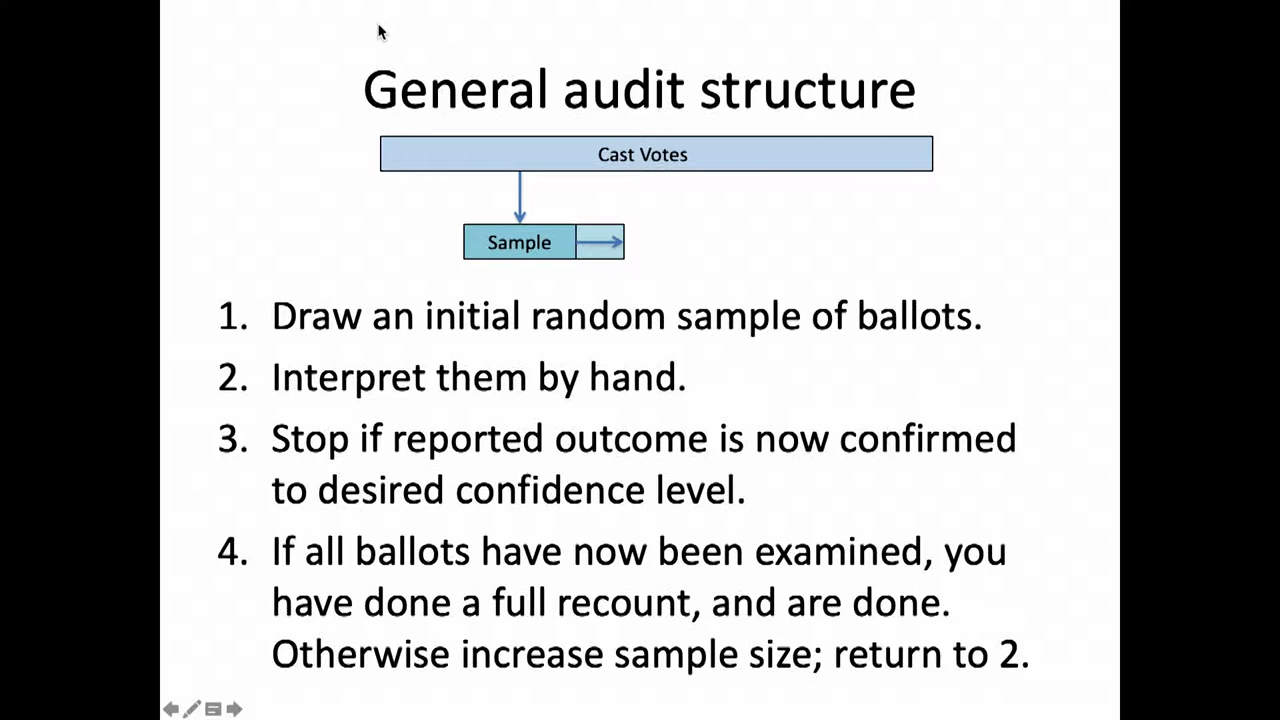 General audit structure
Cast Votes
Sample
1. Draw an initial random sample of ballots.
2. Interpret them by hand.
3. Stop if reported outcome is now confirmed
to desired confidence level.
4. If all ballots have now been examined, you
have done a full recount, and are done.
Otherwise increase sample size; return to 2.